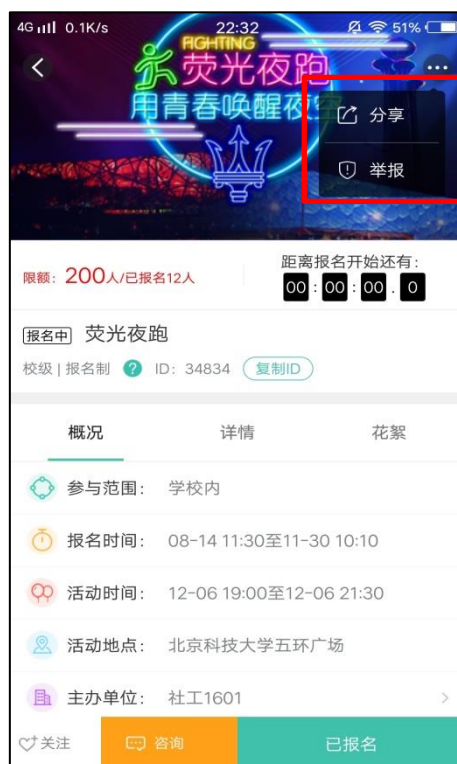 4G 0.1K/s 22:32 51%
FIGHTING
荧光夜跑
用青春唤醒夜空
分享
举报
限额：200人/已报名12人
距离报名开始还有：
00 : 00 : 00 . 0
报名中 荧光夜跑
校级 | 报名制 ? ID：34834 复制ID
概况 详情 花絮
参与范围： 学校内
报名时间： 08-14 11:30至11-30 10:10
活动时间： 12-06 19:00至12-06 21:30
活动地点： 北京科技大学五环广场
主办单位： 社工1601
关注 咨询 已报名